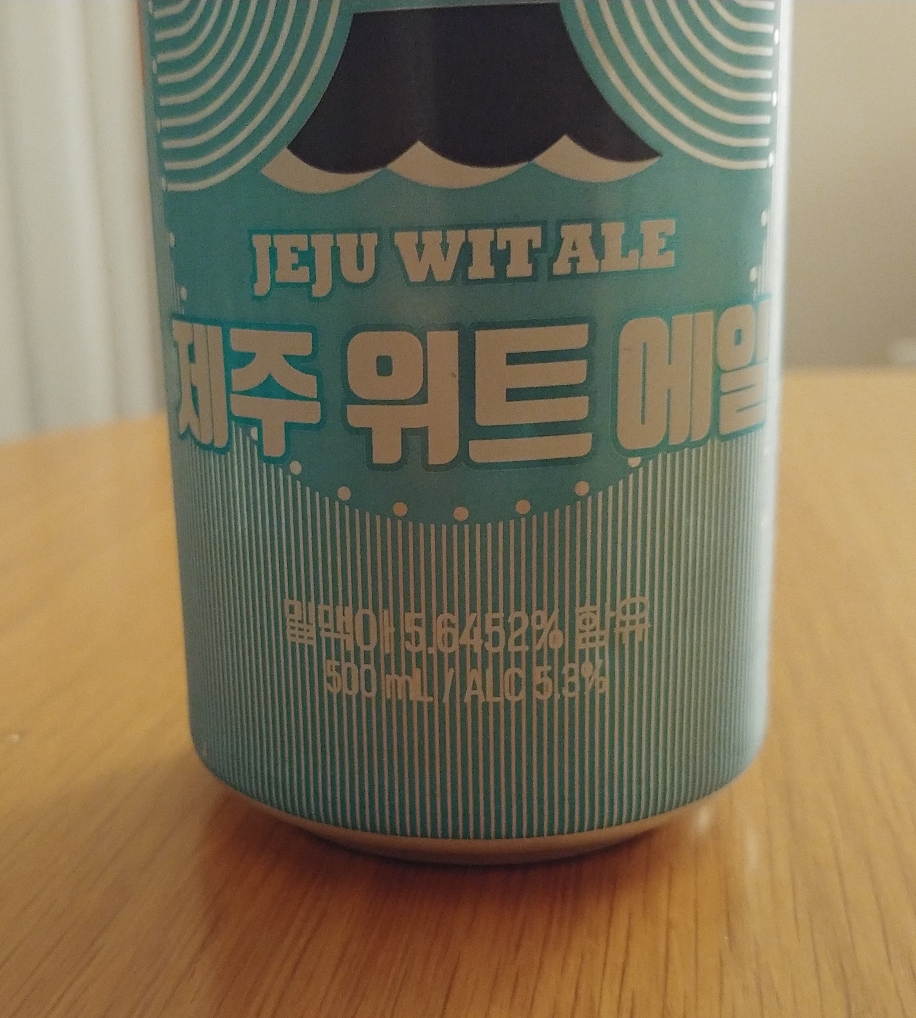 JEJU WIT ALE
제주 위트 에일
밀맥아 5.6452% 함유
500 mL / ALC 5.3%